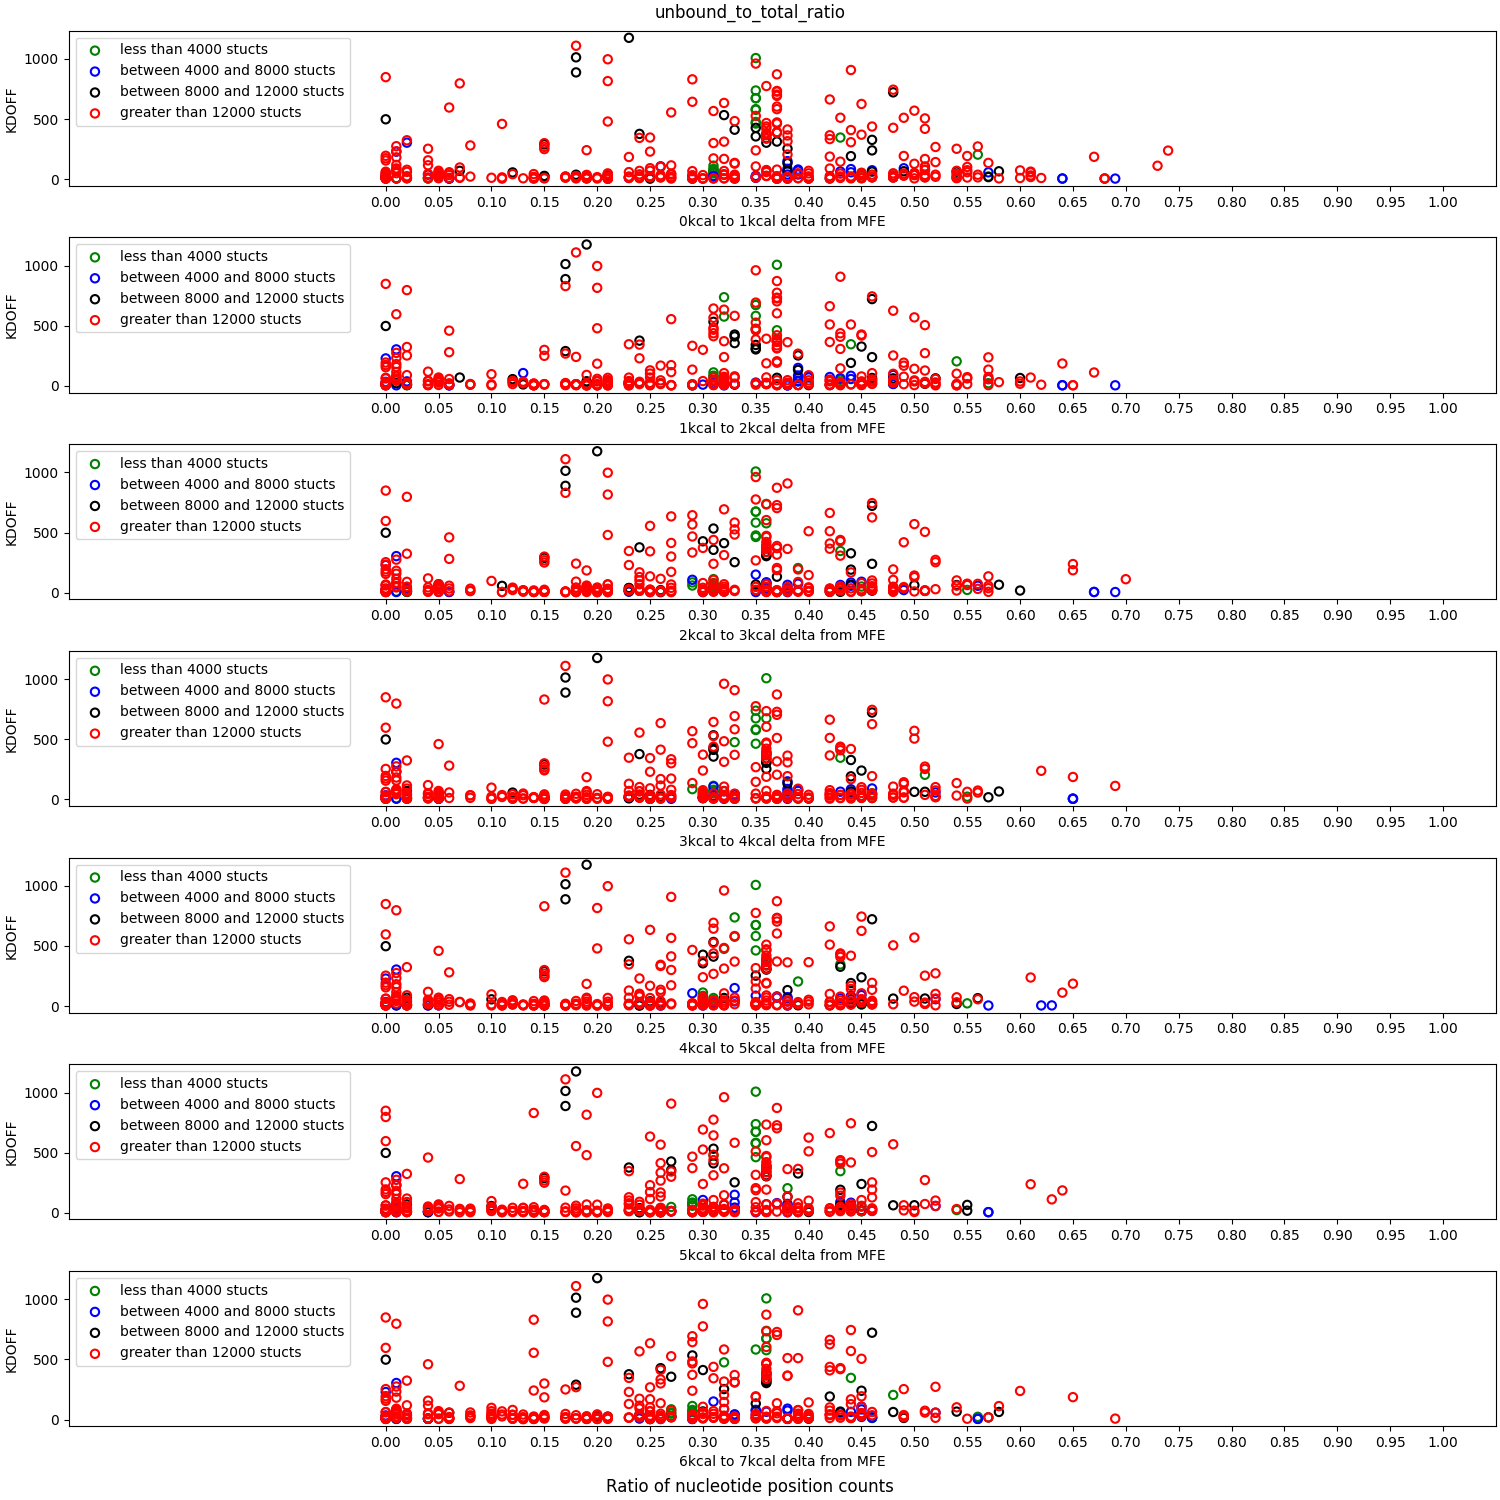 unbound_to_total_ratio
KDOFF
1000
500
0
less than 4000 stucts
between 4000 and 8000 stucts
between 8000 and 12000 stucts
greater than 12000 stucts
0.00 0.05 0.10 0.15 0.20 0.25 0.30 0.35 0.40 0.45 0.50 0.55 0.60 0.65 0.70 0.75 0.80 0.85 0.90 0.95 1.00
0kcal to 1kcal delta from MFE
KDOFF
1000
500
0
less than 4000 stucts
between 4000 and 8000 stucts
between 8000 and 12000 stucts
greater than 12000 stucts
0.00 0.05 0.10 0.15 0.20 0.25 0.30 0.35 0.40 0.45 0.50 0.55 0.60 0.65 0.70 0.75 0.80 0.85 0.90 0.95 1.00
1kcal to 2kcal delta from MFE
KDOFF
1000
500
0
less than 4000 stucts
between 4000 and 8000 stucts
between 8000 and 12000 stucts
greater than 12000 stucts
0.00 0.05 0.10 0.15 0.20 0.25 0.30 0.35 0.40 0.45 0.50 0.55 0.60 0.65 0.70 0.75 0.80 0.85 0.90 0.95 1.00
2kcal to 3kcal delta from MFE
KDOFF
1000
500
0
less than 4000 stucts
between 4000 and 8000 stucts
between 8000 and 12000 stucts
greater than 12000 stucts
0.00 0.05 0.10 0.15 0.20 0.25 0.30 0.35 0.40 0.45 0.50 0.55 0.60 0.65 0.70 0.75 0.80 0.85 0.90 0.95 1.00
3kcal to 4kcal delta from MFE
KDOFF
1000
500
0
less than 4000 stucts
between 4000 and 8000 stucts
between 8000 and 12000 stucts
greater than 12000 stucts
0.00 0.05 0.10 0.15 0.20 0.25 0.30 0.35 0.40 0.45 0.50 0.55 0.60 0.65 0.70 0.75 0.80 0.85 0.90 0.95 1.00
4kcal to 5kcal delta from MFE
KDOFF
1000
500
0
less than 4000 stucts
between 4000 and 8000 stucts
between 8000 and 12000 stucts
greater than 12000 stucts
0.00 0.05 0.10 0.15 0.20 0.25 0.30 0.35 0.40 0.45 0.50 0.55 0.60 0.65 0.70 0.75 0.80 0.85 0.90 0.95 1.00
5kcal to 6kcal delta from MFE
KDOFF
1000
500
0
less than 4000 stucts
between 4000 and 8000 stucts
between 8000 and 12000 stucts
greater than 12000 stucts
0.00 0.05 0.10 0.15 0.20 0.25 0.30 0.35 0.40 0.45 0.50 0.55 0.60 0.65 0.70 0.75 0.80 0.85 0.90 0.95 1.00
6kcal to 7kcal delta from MFE
Ratio of nucleotide position counts